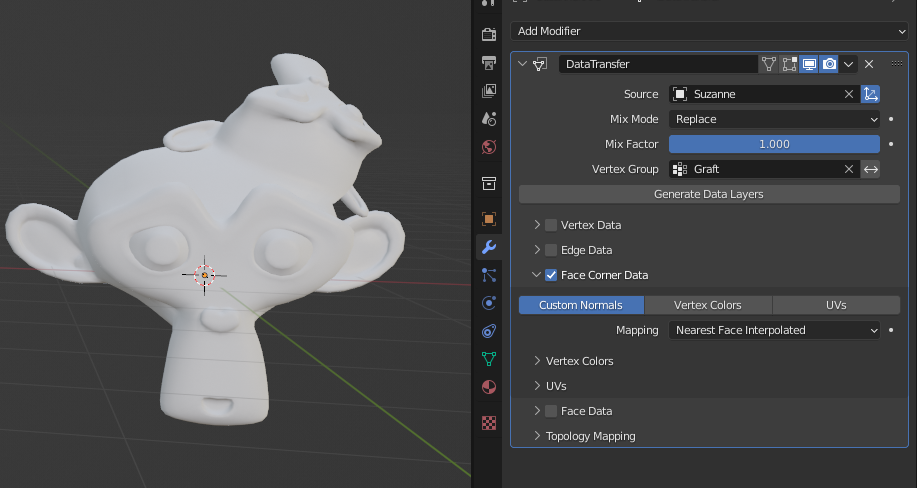 Add Modifier
DataTransfer
Source Suzanne
Mix Mode Replace
Mix Factor 1.000
Vertex Group Graft
Generate Data Layers
Vertex Data
Edge Data
Face Corner Data
Custom Normals Vertex Colors UVs
Mapping Nearest Face Interpolated
Vertex Colors
UVs
Face Data
Topology Mapping